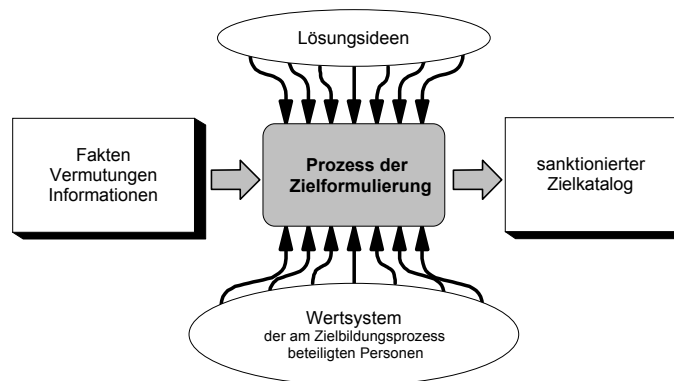 Lösungsideen
Fakten
Vermutungen
Informationen
Prozess der
Zielformulierung
sanktionierter
Zielkatalog
Wertsystem
der am Zielbildungsprozess
beteiligten Personen